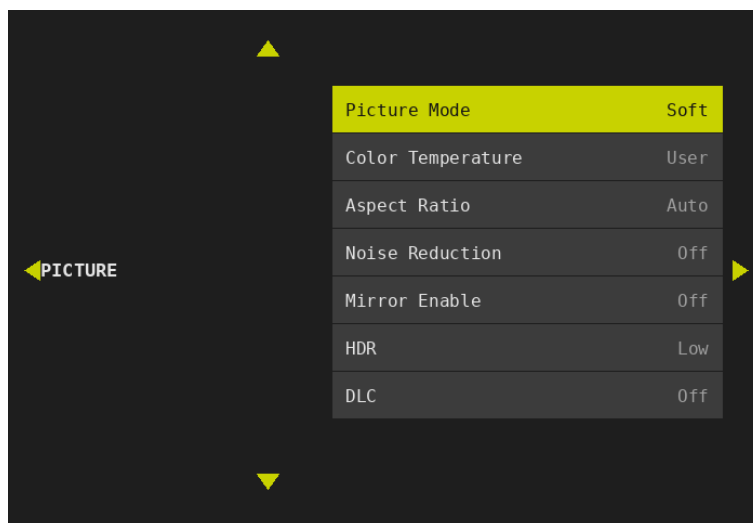 Picture Mode Soft
Color Temperature User
Aspect Ratio Auto
Noise Reduction Off
PICTURE
Mirror Enable Off
HDR Low
DLC Off